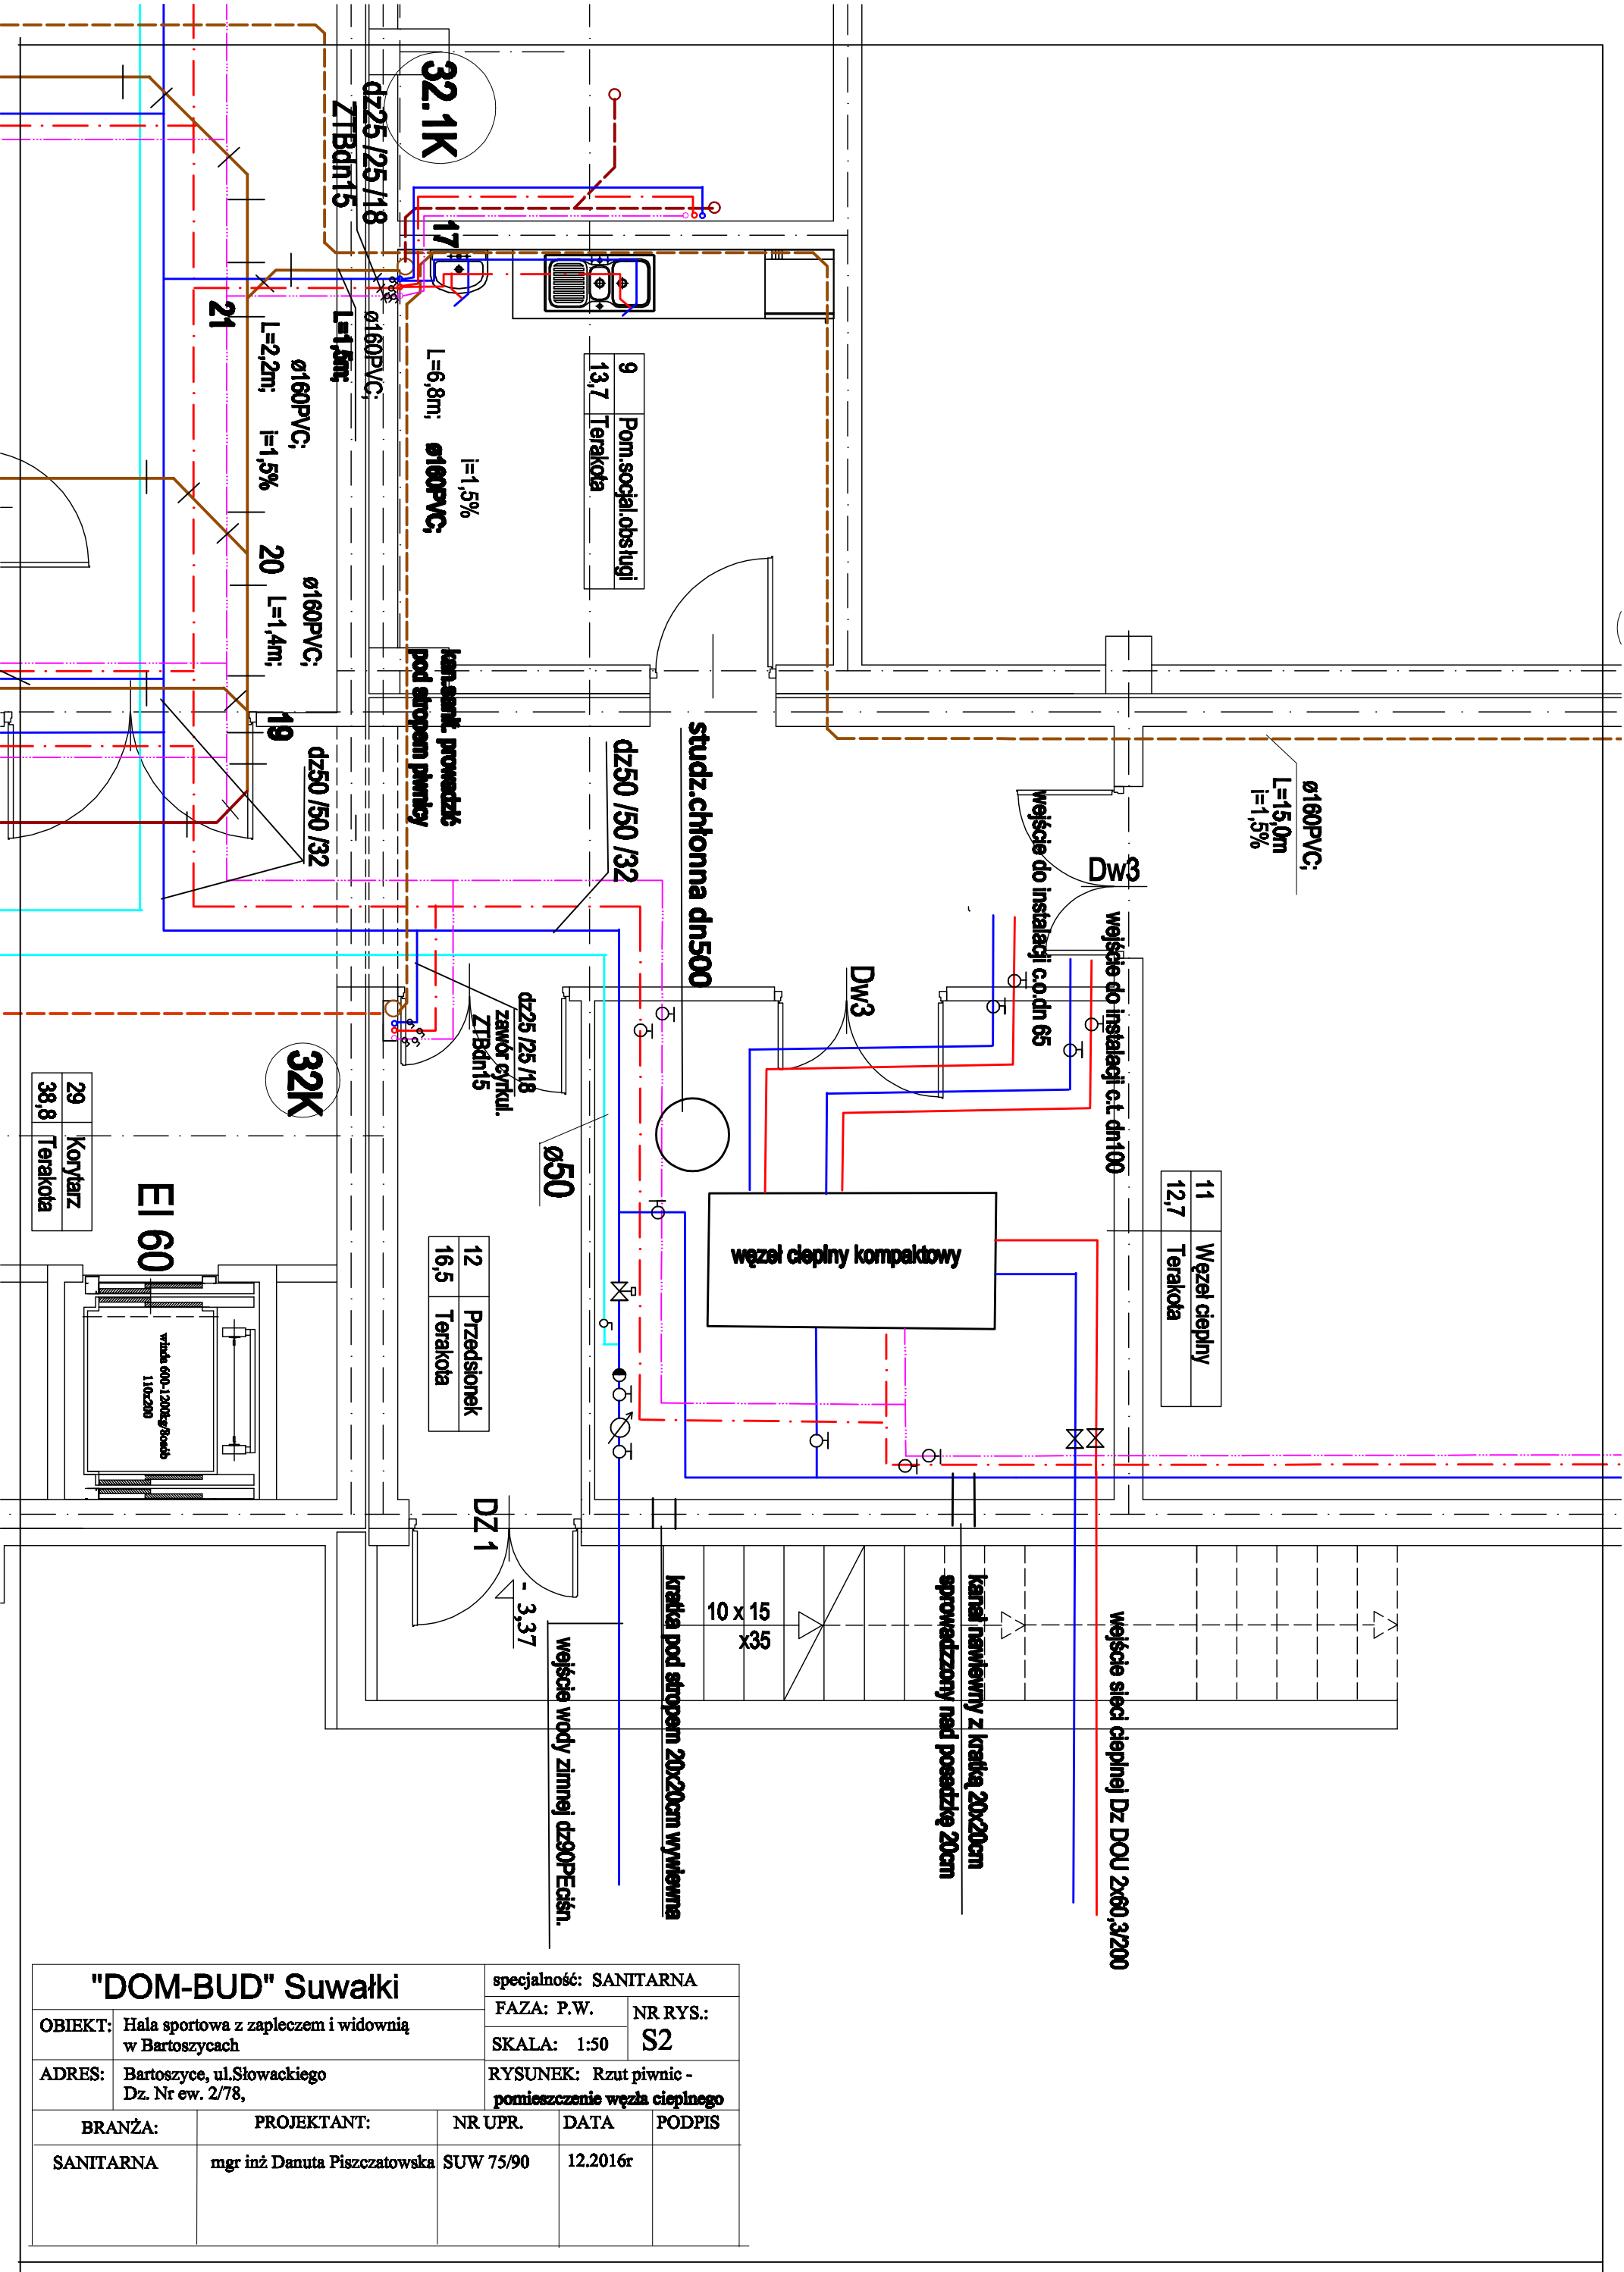 32.1K
dz25 /25 /18
ZTBdn15
17
21
L=2,2m; i=1,5%
ø160PVC;
ø160PVC;
L=1,5m;
L=6,8m; ø160PVC;
i=1,5%
9 Pom.socjal.obsługi
13,7 Terakota
20
L=1,4m;
ø160PVC;
19
dz50 /50 /32
kan.sanit. prowadzić
pod stropem piwnicy
dz50 /50 /32
studz.chłonna dn500
ø160PVC;
L=15,0m
i=1,5%
Dw3
wejście do instalacji c.o.dn 65
wejście do instalacji c.t. dn100
Dw3
dz25 /25 /18
zawór cyrkul.
ZTBdn15
32K
29 Korytarz
38,8 Terakota
EI 60
ø50
12 Przedsionek
16,5 Terakota
węzeł cieplny kompaktowy
11 Węzeł cieplny
12,7 Terakota
winda 600-1200kg/8osób
110x200
DZ 1
- 3,37
10 x 15
x35
wejście wody zimnej dz90PEciśn.
kratka pod stropem 20x20cm wywiewna
kanał nawiewny z kratką 20x20cm
sprowadzzony nad posadzkę 20cm
wejście sieci cieplnej Dz DOU 2x60,3/200
"DOM-BUD" Suwałki
specjalność: SANITARNA
FAZA: P.W.
NR RYS.:
S2
SKALA: 1:50
OBIEKT: Hala sportowa z zapleczem i widownią
w Bartoszycach
ADRES: Bartoszyce, ul.Słowackiego
Dz. Nr ew. 2/78,
RYSUNEK: Rzut piwnic -
pomieszczenie węzła cieplnego
BRANŻA: PROJEKTANT: NR UPR. DATA PODPIS
SANITARNA mgr inż Danuta Piszczatowska SUW 75/90 12.2016r